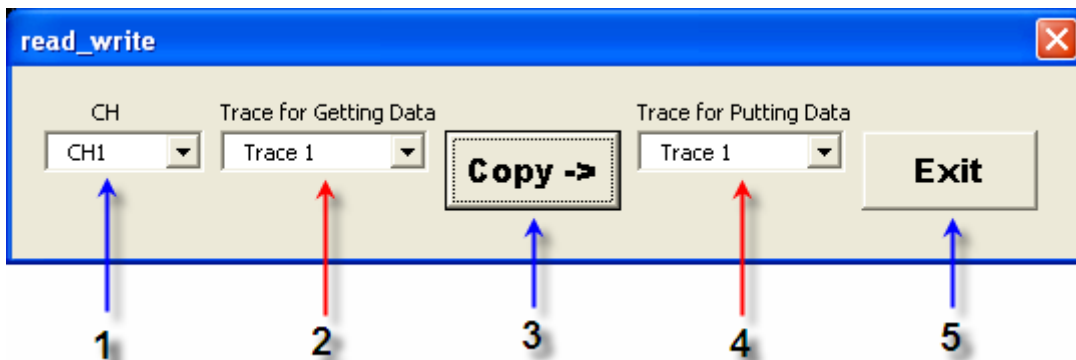 read_write
CH
Trace for Getting Data
Trace for Putting Data
CH1
Trace 1
Copy ->
Trace 1
Exit
1
2
3
4
5